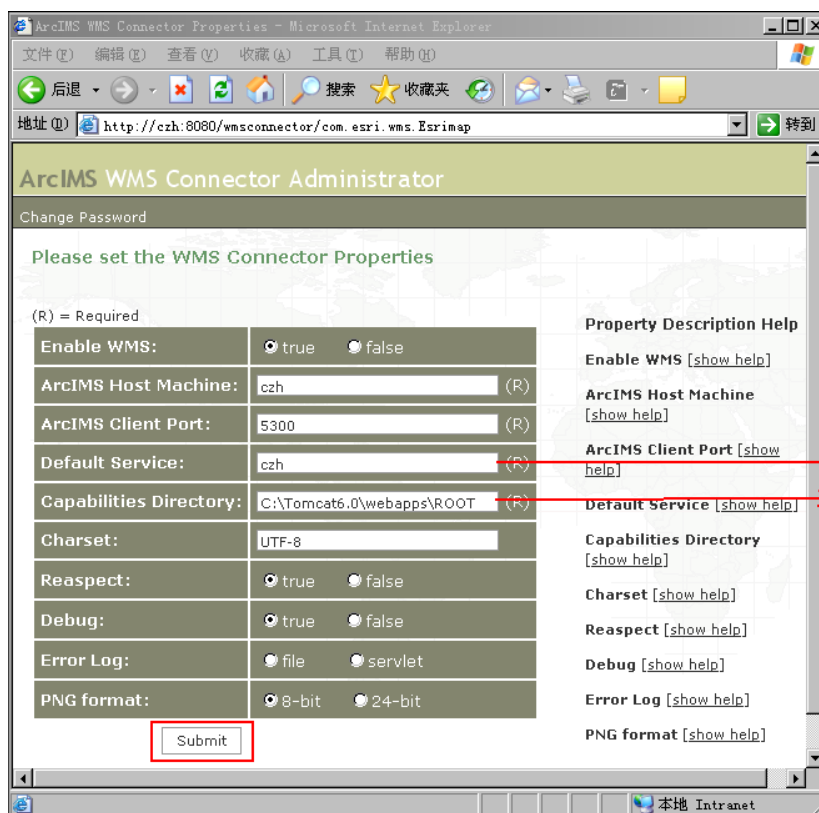 ArcIMS WMS Connector Properties - Microsoft Internet Explorer
文件(F) 编辑(E) 查看(V) 收藏(A) 工具(T) 帮助(H)
后退 搜索 收藏夹
地址(D) http://czh:8080/wmsconnector/com.esri.wms.Esrimap 转到
ArcIMS WMS Connector Administrator
Change Password
Please set the WMS Connector Properties
(R) = Required
Enable WMS: true false
ArcIMS Host Machine: czh (R)
ArcIMS Client Port: 5300 (R)
Default Service: czh (R)
Capabilities Directory: C:\Tomcat6.0\webapps\ROOT (R)
Charset: UTF-8
Reaspect: true false
Debug: true false
Error Log: file servlet
PNG format: 8-bit 24-bit
Submit
Property Description Help
Enable WMS [show help]
ArcIMS Host Machine
[show help]
ArcIMS Client Port [show
help]
Default Service [show help]
Capabilities Directory
[show help]
Charset [show help]
Reaspect [show help]
Debug [show help]
Error Log [show help]
PNG format [show help]
本地 Intranet